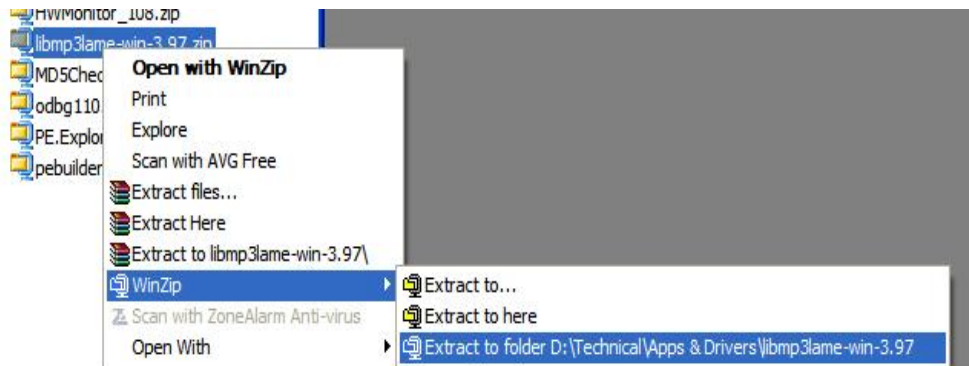 HWMonitor_108.zip
libmp3lame-win-3.97.zip
MD5Chec
Open with WinZip
odbg110
Print
PE.Explor
Explore
pebuilder
Scan with AVG Free
Extract files...
Extract Here
Extract to libmp3lame-win-3.97\
WinZip
Extract to...
Scan with ZoneAlarm Anti-virus
Extract to here
Open With
Extract to folder D:\Technical\Apps & Drivers\libmp3lame-win-3.97